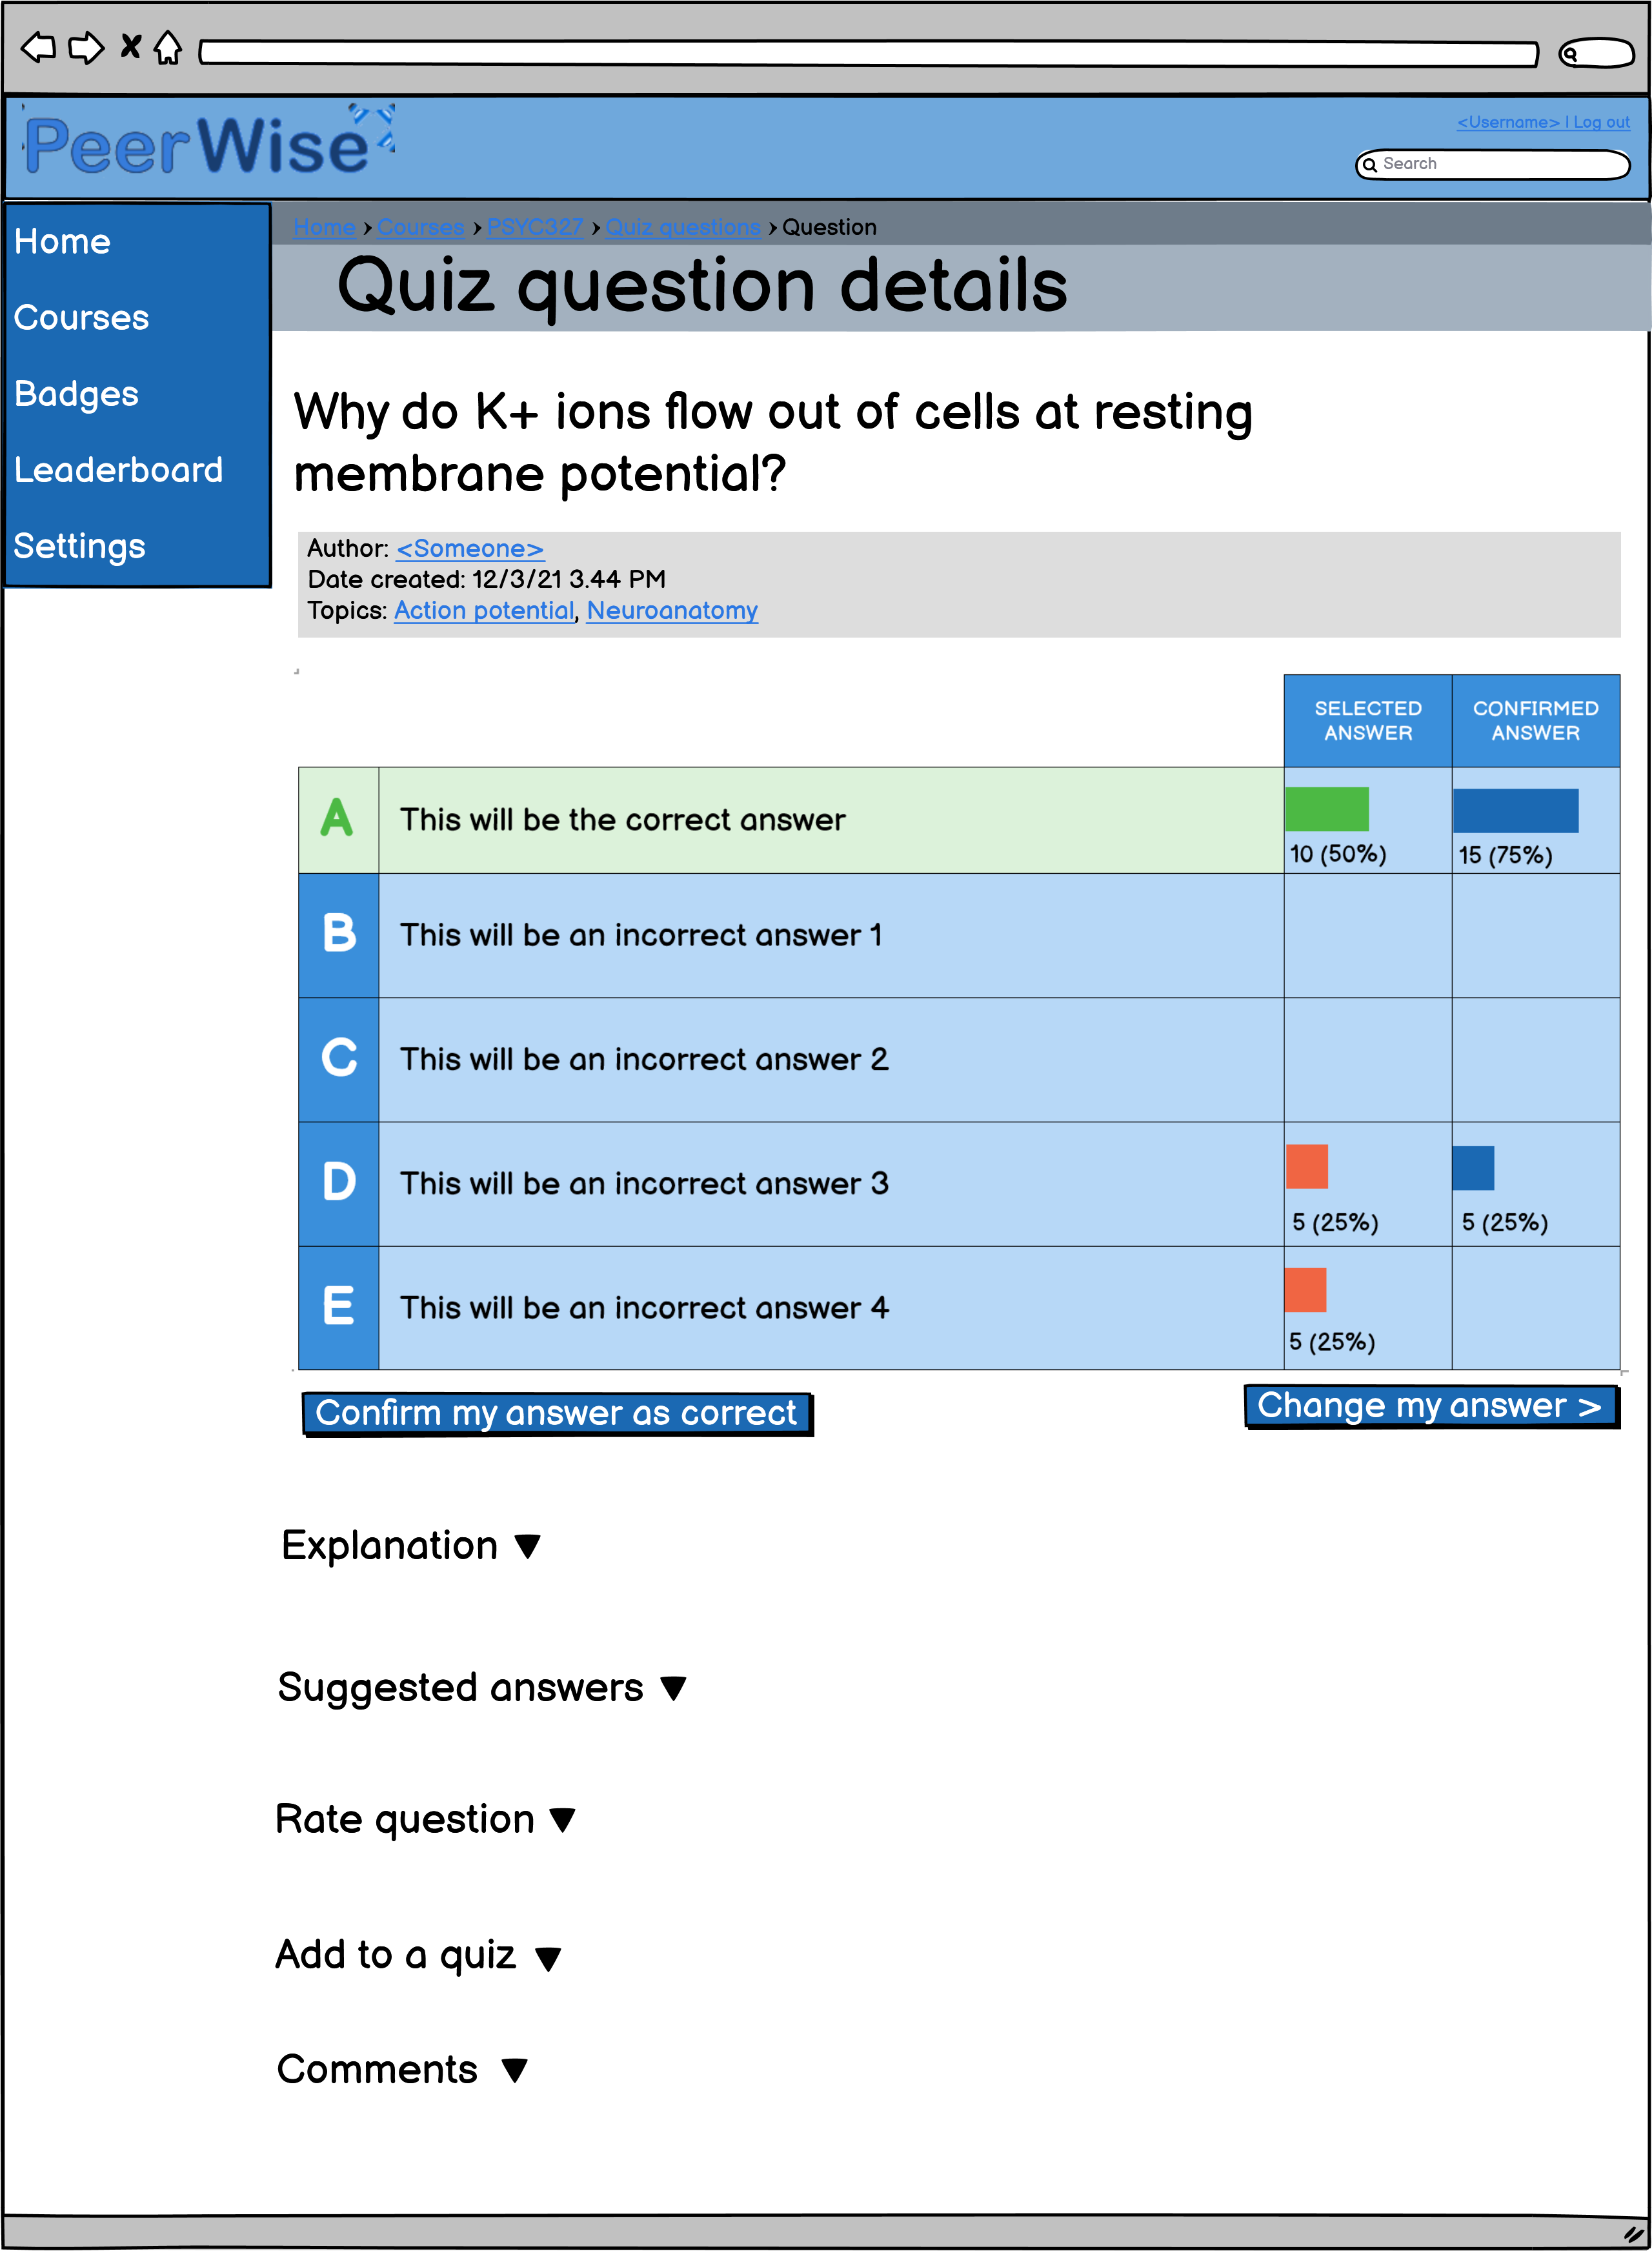 PeerWise
<Username> | Log out
Search
Home
Courses
Badges
Leaderboard
Settings
Home > Courses > PSYC327 > Quiz questions > Question
Quiz question details
Why do K+ ions flow out of cells at resting
membrane potential?
Author: <Someone>
Date created: 12/3/21 3.44 PM
Topics: Action potential, Neuroanatomy
SELECTED
ANSWER
CONFIRMED
ANSWER
A This will be the correct answer
10 (50%)
15 (75%)
B This will be an incorrect answer 1
C This will be an incorrect answer 2
D This will be an incorrect answer 3
5 (25%)
5 (25%)
E This will be an incorrect answer 4
5 (25%)
Confirm my answer as correct
Change my answer >
Explanation
Suggested answers
Rate question
Add to a quiz
Comments